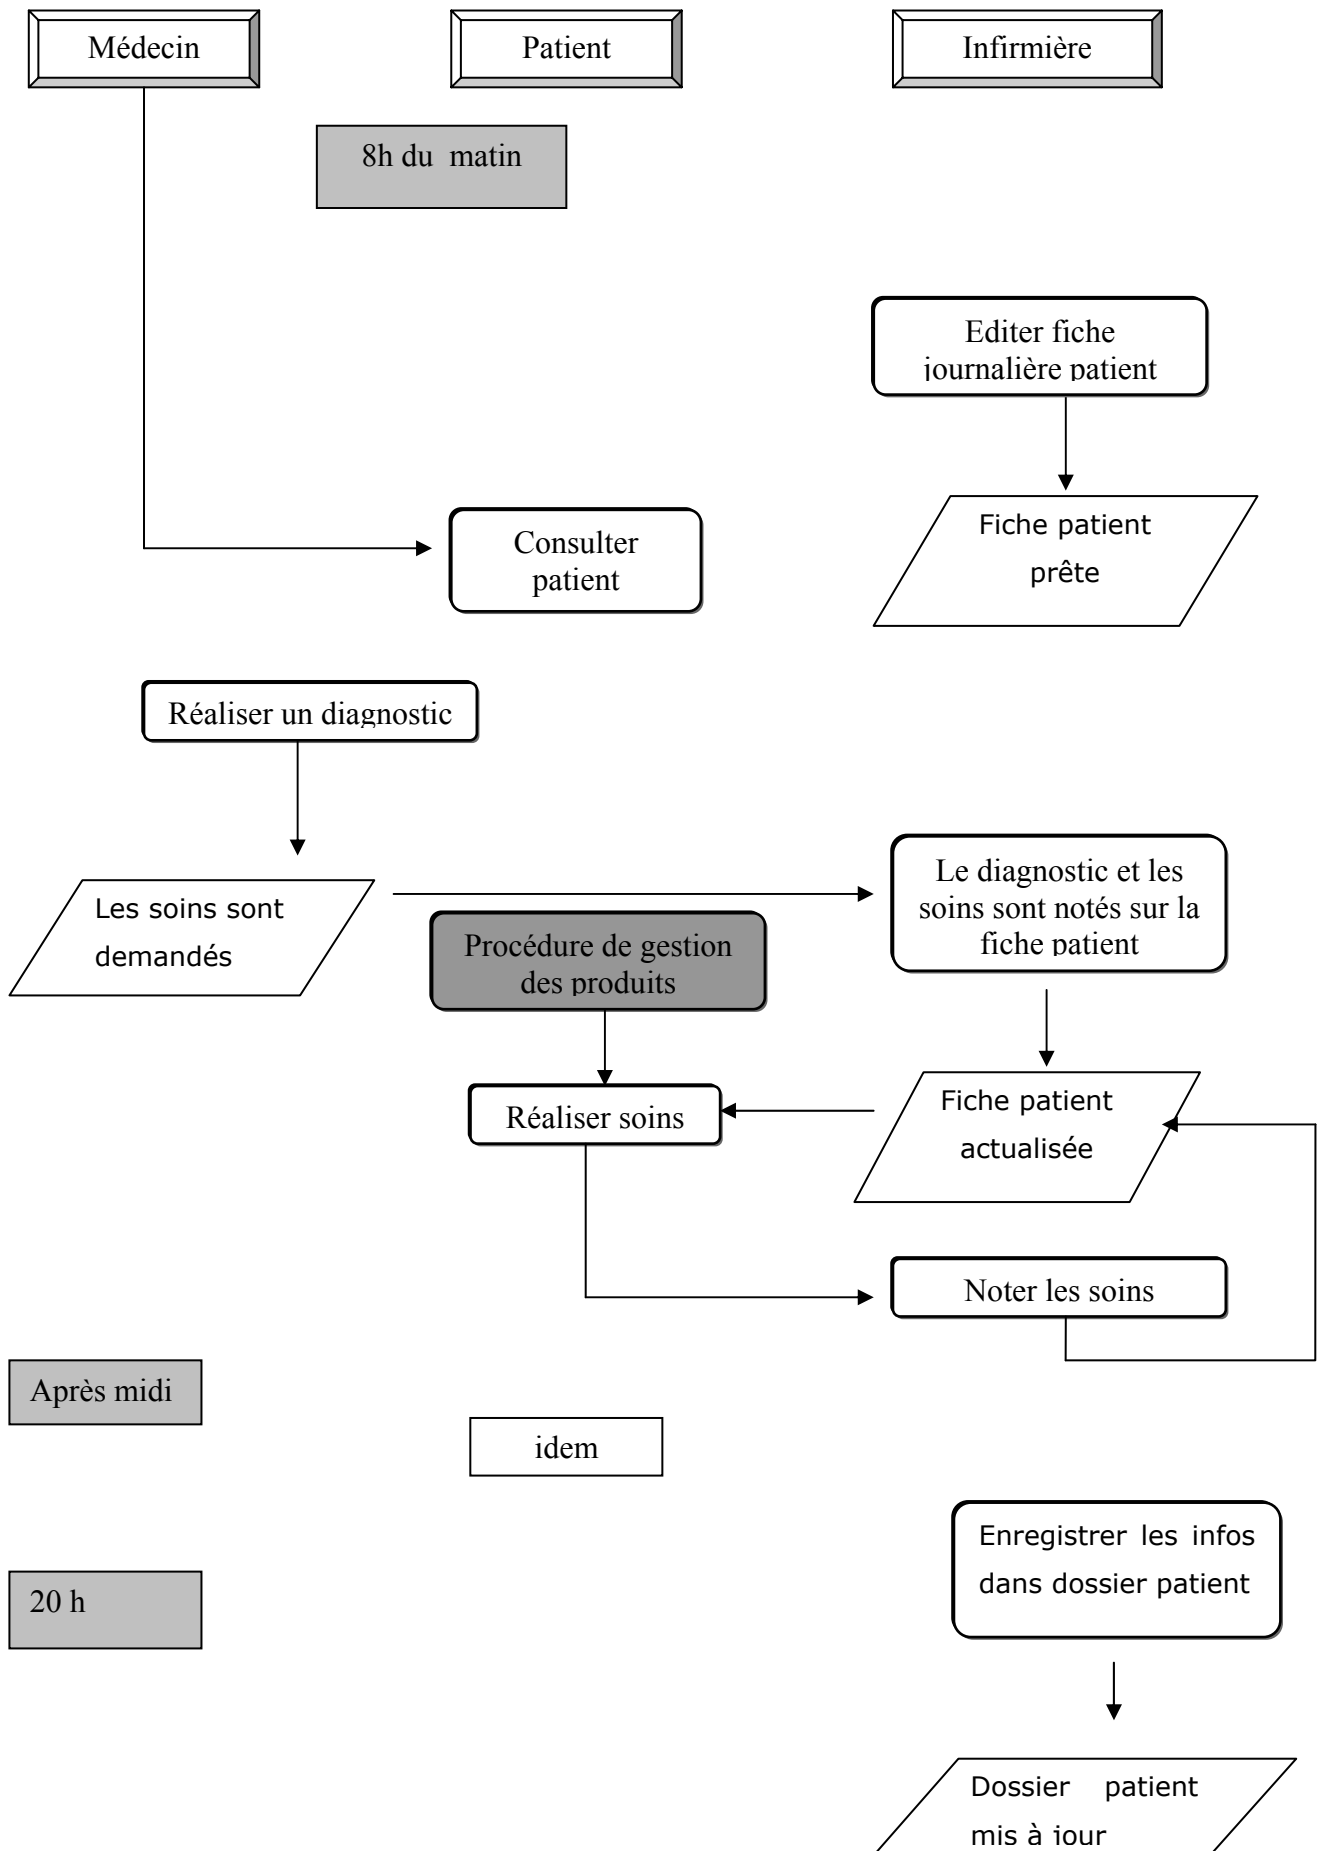 Médecin
Patient
Infirmière
8h du  matin
Editer fiche
journalière patient
Fiche patient
prête
Consulter
patient
Réaliser un diagnostic
Les soins sont
demandés
Le diagnostic et les
soins sont notés sur la
fiche patient
Procédure de gestion
des produits
Réaliser soins
Fiche patient
actualisée
Noter les soins
Après midi
idem
Enregistrer les infos
dans dossier patient
20 h
Dossier patient
mis à jour